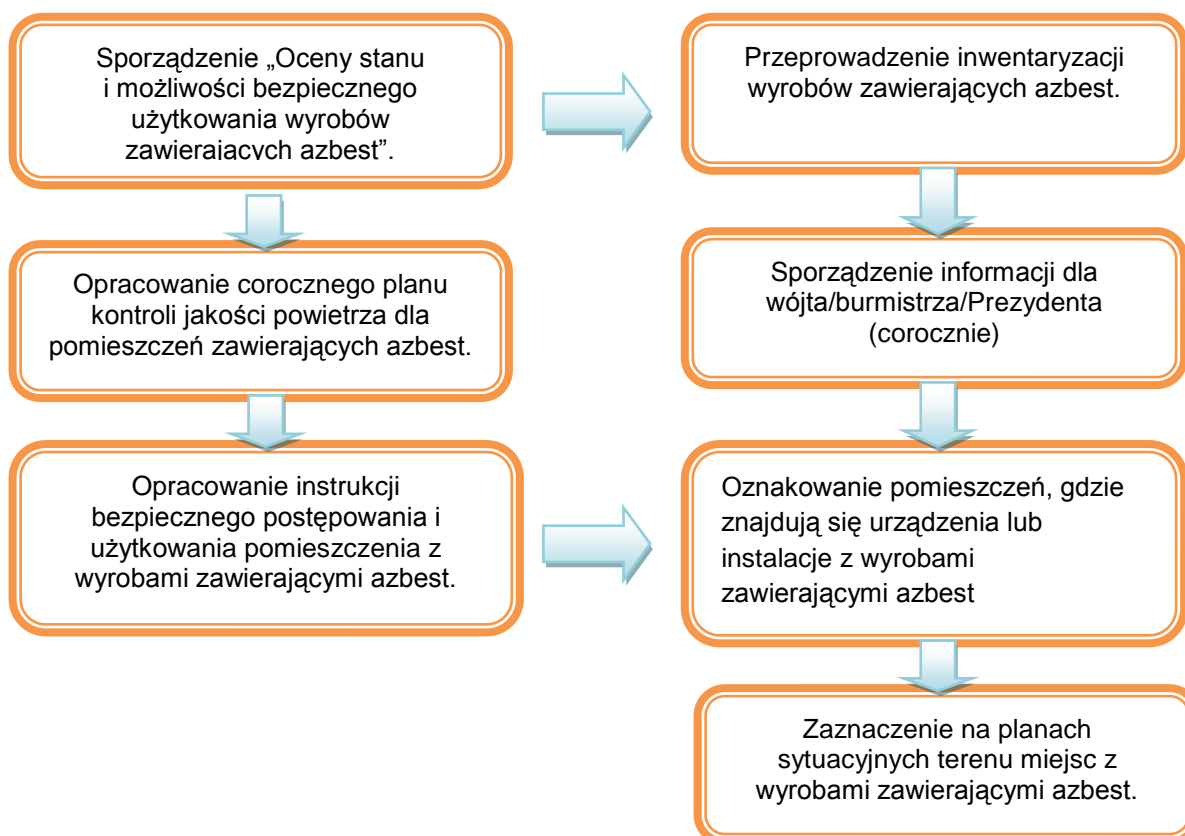 Sporządzenie „Oceny stanu
i możliwości bezpiecznego
użytkowania wyrobów
zawierających azbest”.
Przeprowadzenie inwentaryzacji
wyrobów zawierających azbest.
Opracowanie corocznego planu
kontroli jakości powietrza dla
pomieszczeń zawierających azbest.
Sporządzenie informacji dla
wójta/burmistrza/Prezydenta
(corocznie)
Opracowanie instrukcji
bezpiecznego postępowania i
użytkowania pomieszczenia z
wyrobami zawierającymi azbest.
Oznakowanie pomieszczeń, gdzie
znajdują się urządzenia lub
instalacje z wyrobami
zawierającymi azbest
Zaznaczenie na planach
sytuacyjnych terenu miejsc z
wyrobami zawierającymi azbest.